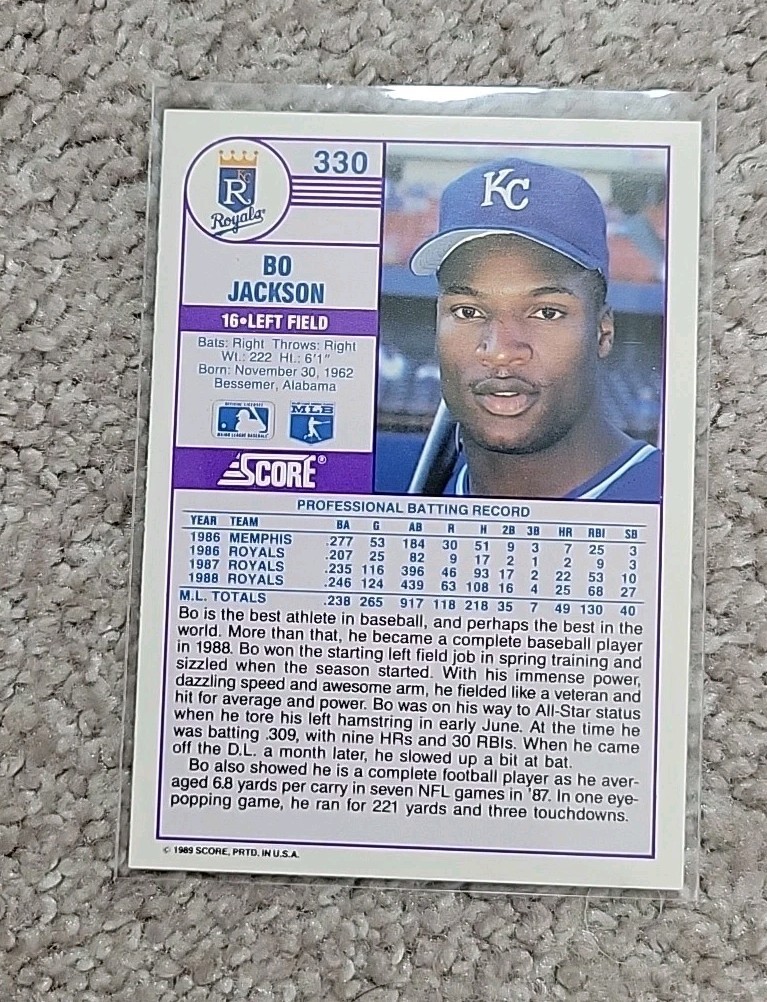 330
KC
R
Royals
KC
BO
JACKSON
16•LEFT FIELD
Bats: Right Throws: Right
Wt.: 222 Ht.: 6'1"
Born: November 30, 1962
Bessemer, Alabama
OFFICIAL LICENSEE
MAJOR LEAGUE BASEBALL
MLB
SCORE®
PROFESSIONAL BATTING RECORD
YEAR TEAM BA G AB R H 2B 3B HR RBI SB
1986 MEMPHIS .277 53 184 30 51 9 3 7 25 3
1986 ROYALS .207 25 82 9 17 2 1 2 9 3
1987 ROYALS .235 116 396 46 93 17 2 22 53 10
1988 ROYALS .246 124 439 63 108 16 4 25 68 27
M.L. TOTALS .238 265 917 118 218 35 7 49 130 40
Bo is the best athlete in baseball, and perhaps the best in the
world. More than that, he became a complete baseball player
in 1988. Bo won the starting left field job in spring training and
sizzled when the season started. With his immense power,
dazzling speed and awesome arm, he fielded like a veteran and
hit for average and power. Bo was on his way to All-Star status
when he tore his left hamstring in early June. At the time he
was batting .309, with nine HRs and 30 RBIs. When he came
off the D.L. a month later, he slowed up a bit at bat.
Bo also showed he is a complete football player as he aver-
aged 6.8 yards per carry in seven NFL games in '87. In one eye-
popping game, he ran for 221 yards and three touchdowns.
© 1989 SCORE, PRTD. IN U.S.A.